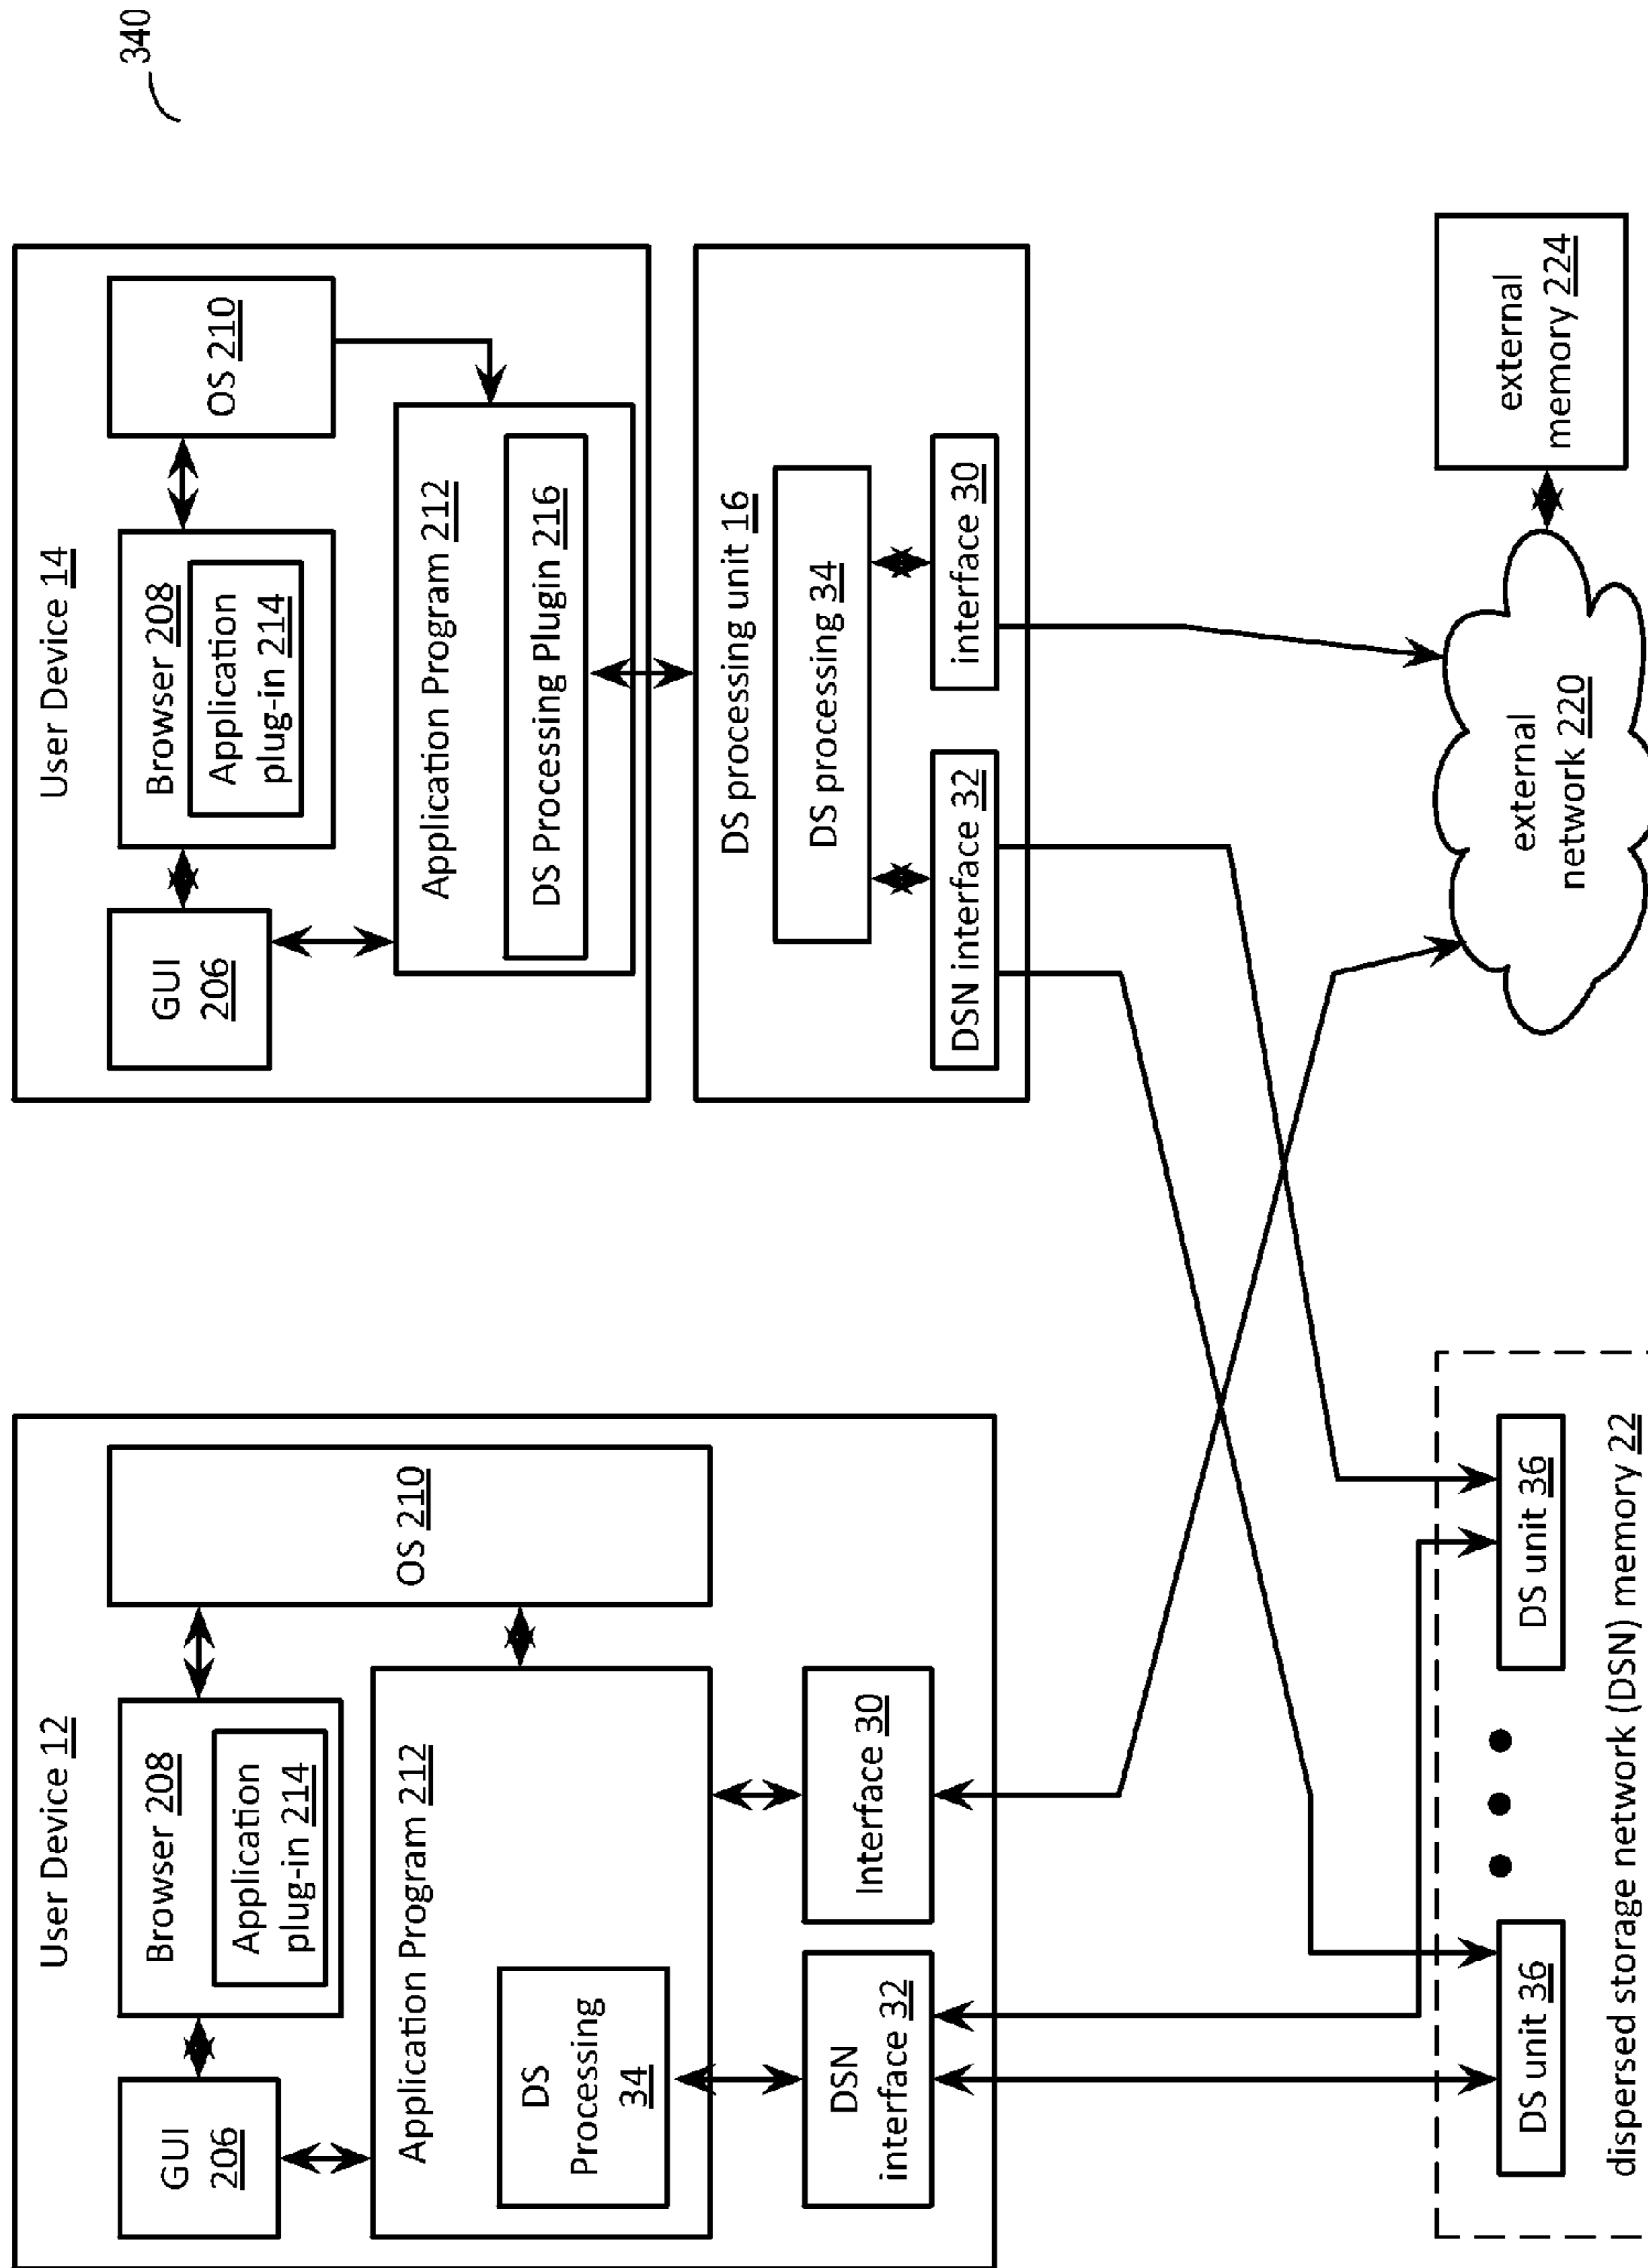 340
User Device 12
GUI
206
Browser 208
Application
plug-in 214
OS 210
Application Program 212
DS
Processing
34
DSN
interface 32
Interface 30
User Device 14
GUI
206
Browser 208
Application
plug-in 214
OS 210
Application Program 212
DS Processing Plugin 216
DS processing unit 16
DS processing 34
DSN interface 32
interface 30
DS unit 36
DS unit 36
dispersed storage network (DSN) memory 22
external
network 220
external
memory 224